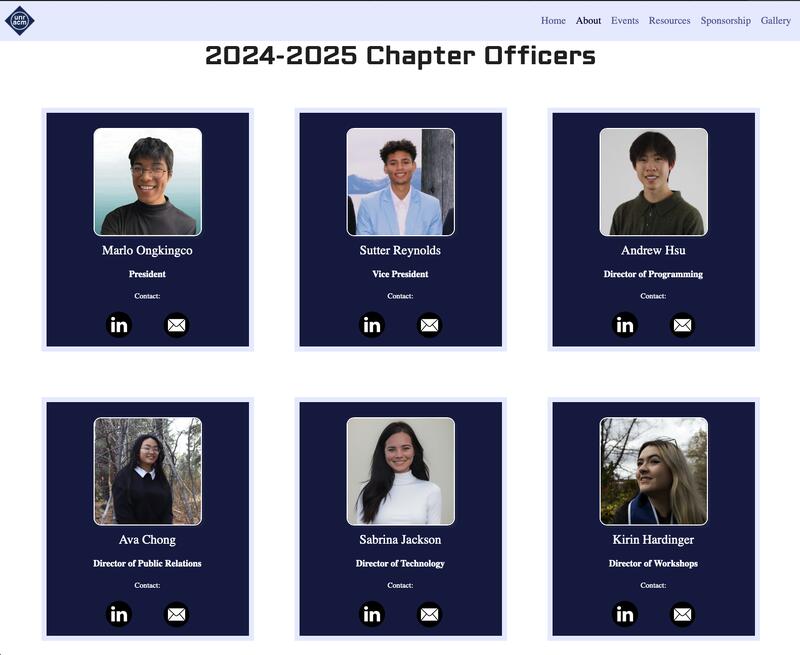 unr
acm
Home About Events Resources Sponsorship Gallery
2024-2025 Chapter Officers
Marlo Ongkingco
President
Contact:
in
Sutter Reynolds
Vice President
Contact:
in
Andrew Hsu
Director of Programming
Contact:
in
Ava Chong
Director of Public Relations
Contact:
in
Sabrina Jackson
Director of Technology
Contact:
in
Kirin Hardinger
Director of Workshops
Contact:
in